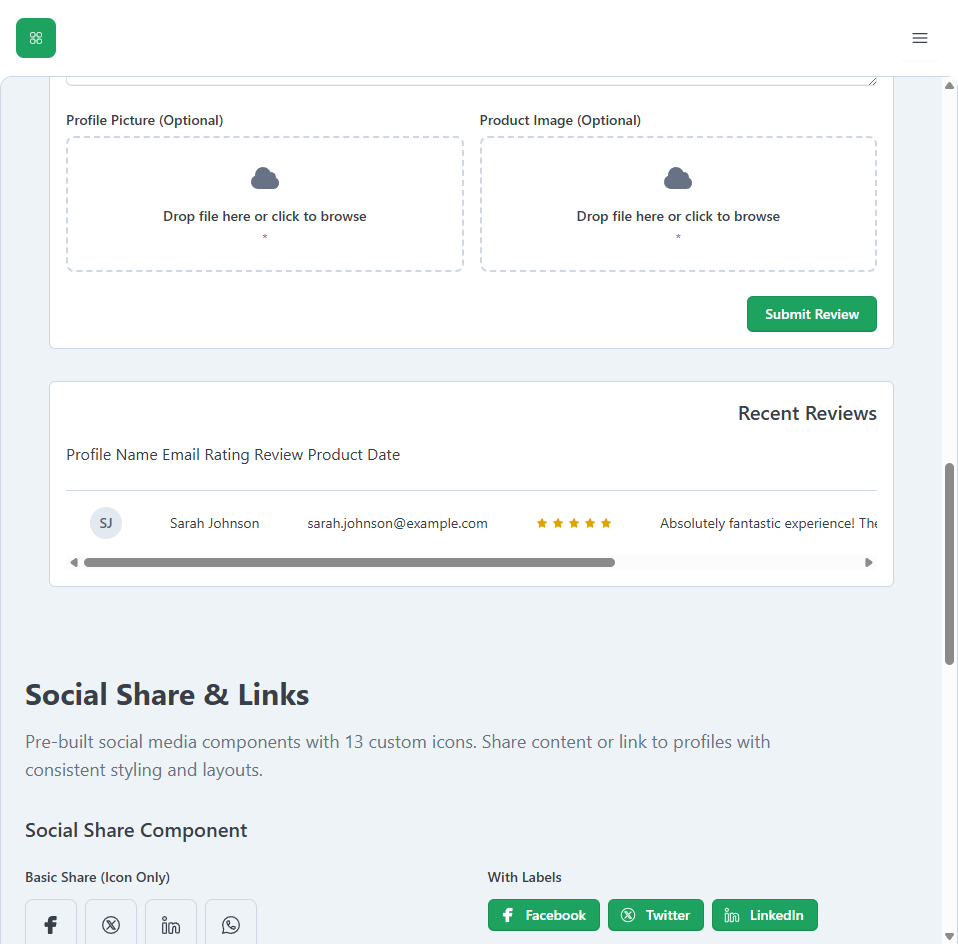 Profile Picture (Optional)
Product Image (Optional)
Drop file here or click to browse
*
Drop file here or click to browse
*
Submit Review
Recent Reviews
Profile Name Email Rating Review Product Date
SJ Sarah Johnson sarah.johnson@example.com ★★★★★ Absolutely fantastic experience! The
Social Share & Links
Pre-built social media components with 13 custom icons. Share content or link to profiles with
consistent styling and layouts.
Social Share Component
Basic Share (Icon Only)
With Labels
Facebook Twitter LinkedIn